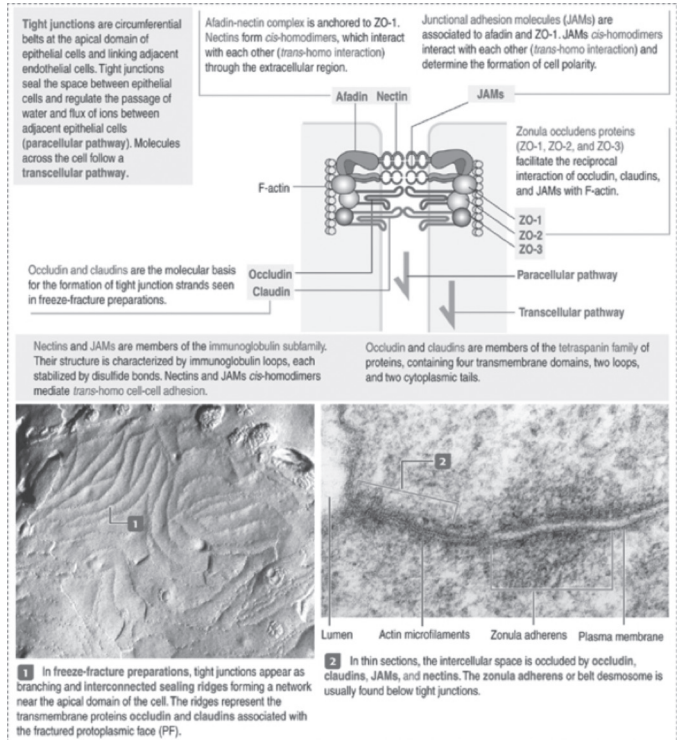 Tight junctions are circumferential
belts at the apical domain of
epithelial cells and linking adjacent
endothelial cells. Tight junctions
seal the space between epithelial
cells and regulate the passage of
water and flux of ions between
adjacent epithelial cells
(paracellular pathway). Molecules
across the cell follow a
transcellular pathway.
Afadin-nectin complex is anchored to ZO-1.
Nectins form cis-homodimers, which interact
with each other (trans-homo interaction)
through the extracellular region.
Junctional adhesion molecules (JAMs) are
associated to afadin and ZO-1. JAMs cis-homodimers
interact with each other (trans-homo interaction) and
determine the formation of cell polarity.
Afadin Nectin
JAMs
Zonula occludens proteins
(ZO-1, ZO-2, and ZO-3)
facilitate the reciprocal
interaction of occludin, claudins,
and JAMs with F-actin.
F-actin
ZO-1
ZO-2
ZO-3
Occludin and claudins are the molecular basis
for the formation of tight junction strands seen
in freeze-fracture preparations.
Occludin
Claudin
Paracellular pathway
Transcellular pathway
Nectins and JAMs are members of the immunoglobulin subfamily.
Their structure is characterized by immunoglobulin loops, each
stabilized by disulfide bonds. Nectins and JAMs cis-homodimers
mediate trans-homo cell-cell adhesion.
Occludin and claudins are members of the tetraspanin family of
proteins, containing four transmembrane domains, two loops,
and two cytoplasmic tails.
1
2
Lumen Actin microfilaments Zonula adherens Plasma membrane
1 In freeze-fracture preparations, tight junctions appear as
branching and interconnected sealing ridges forming a network
near the apical domain of the cell. The ridges represent the
transmembrane proteins occludin and claudins associated with
the fractured protoplasmic face (PF).
2 In thin sections, the intercellular space is occluded by occludin,
claudins, JAMs, and nectins. The zonula adherens or belt desmosome is
usually found below tight junctions.